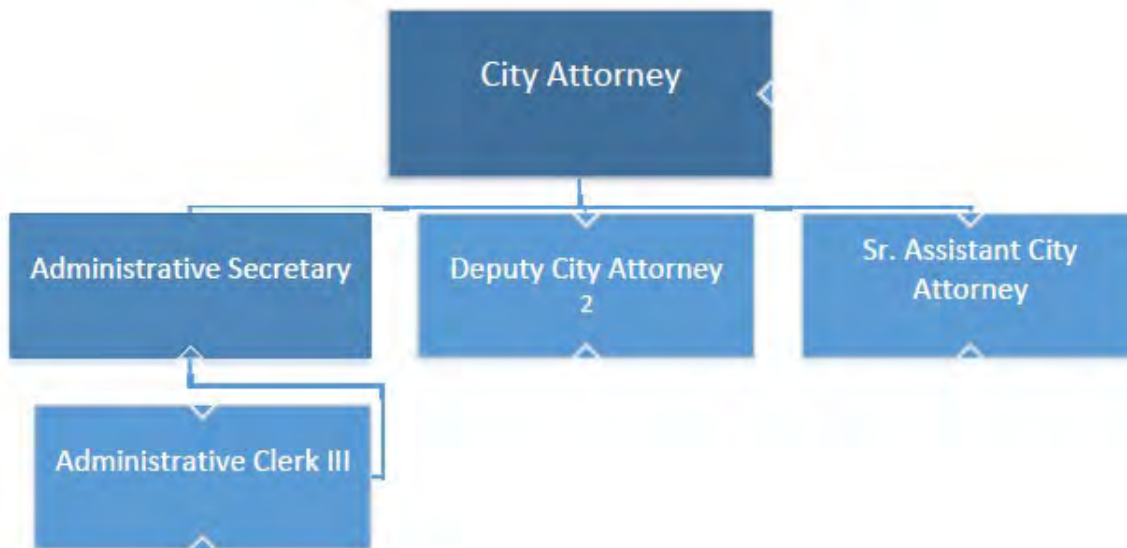 City Attorney
Administrative Secretary
Deputy City Attorney
2
Sr. Assistant City
Attorney
Administrative Clerk III